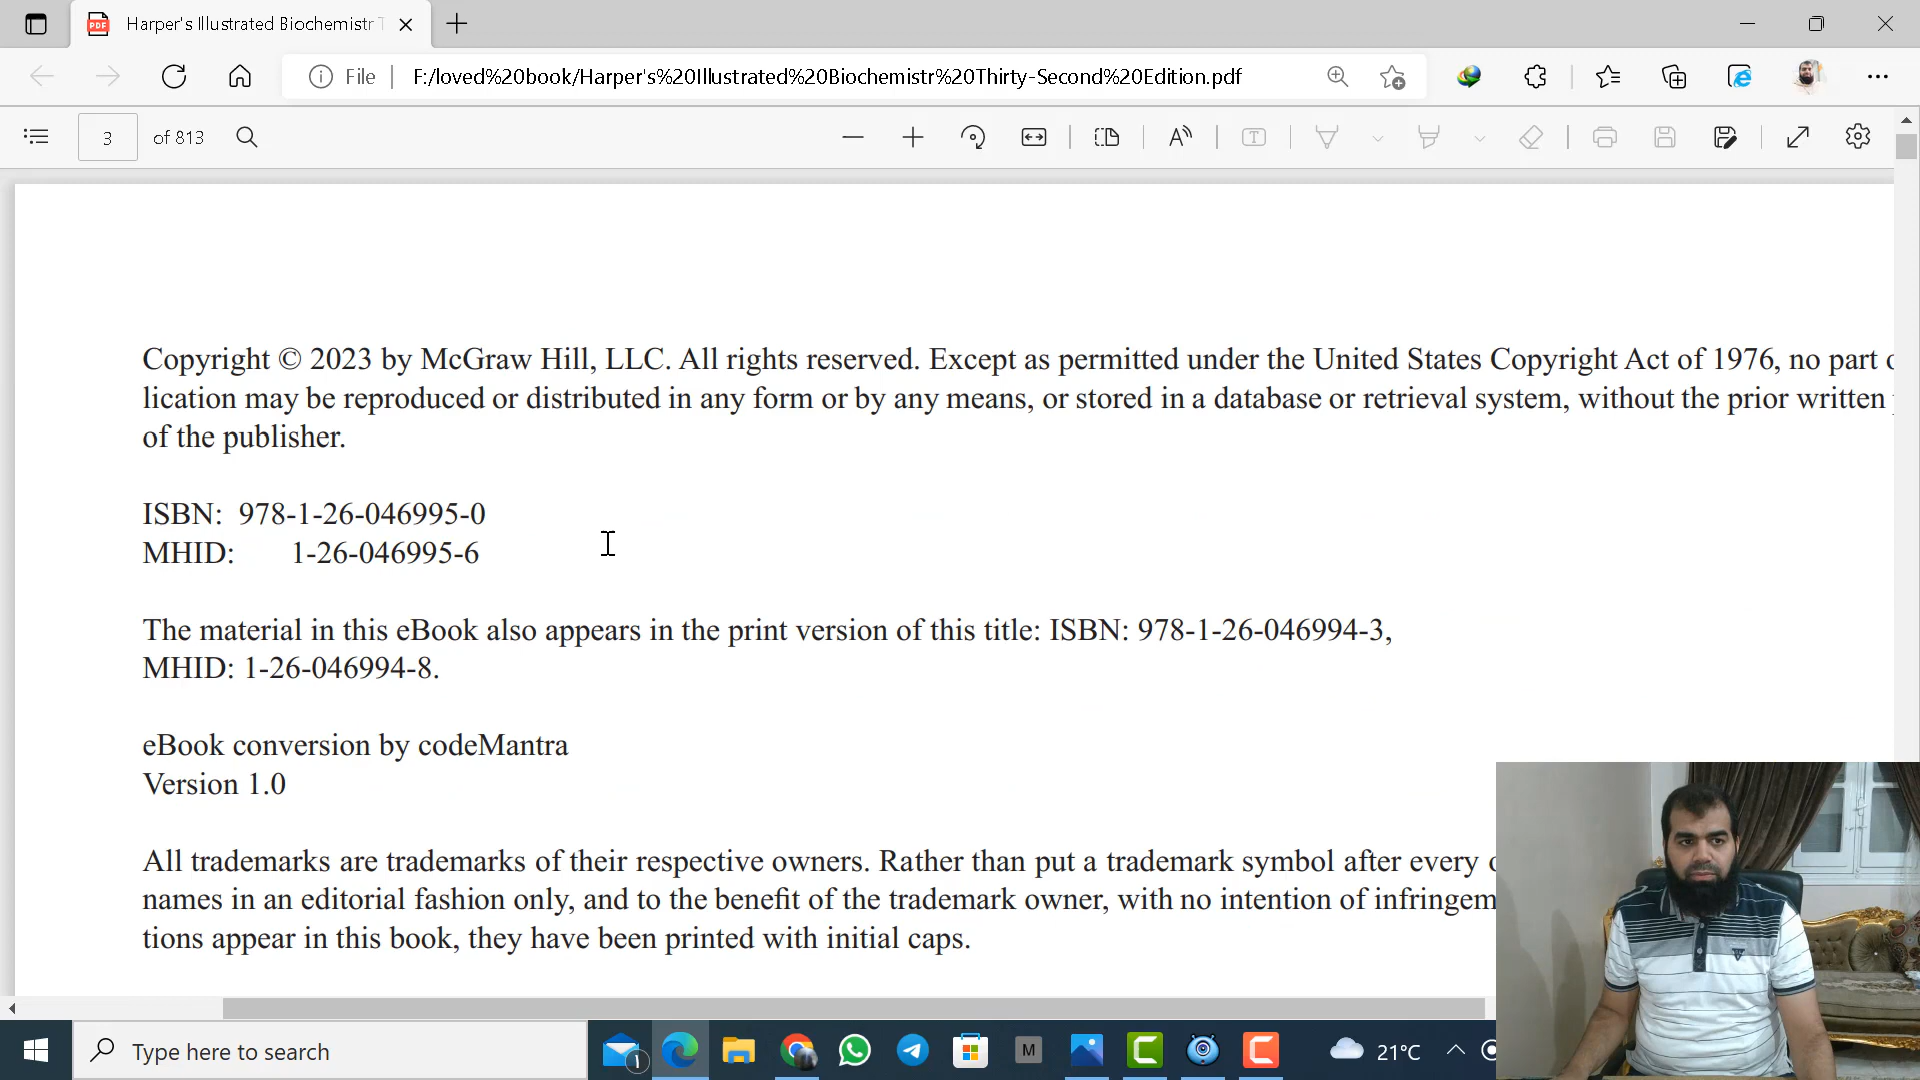 Harper's Illustrated Biochemistr T
File
F:/loved%20book/Harper's%20Illustrated%20Biochemistr%20Thirty-Second%20Edition.pdf
3 of 813
Copyright © 2023 by McGraw Hill, LLC. All rights reserved. Except as permitted under the United States Copyright Act of 1976, no part
lication may be reproduced or distributed in any form or by any means, or stored in a database or retrieval system, without the prior written
of the publisher.
ISBN: 978-1-26-046995-0
MHID: 1-26-046995-6
The material in this eBook also appears in the print version of this title: ISBN: 978-1-26-046994-3,
MHID: 1-26-046994-8.
eBook conversion by codeMantra
Version 1.0
All trademarks are trademarks of their respective owners. Rather than put a trademark symbol after every
names in an editorial fashion only, and to the benefit of the trademark owner, with no intention of infringem
tions appear in this book, they have been printed with initial caps.
Type here to search
1
M
21°C